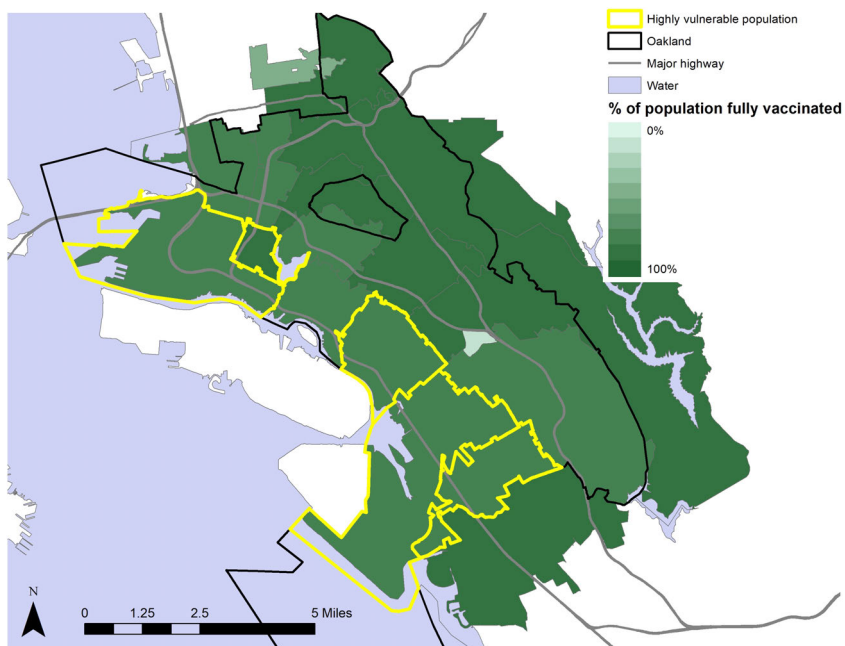 Highly vulnerable population
Oakland
Major highway
Water
% of population fully vaccinated
0%
100%
N
0 1.25 2.5 5 Miles